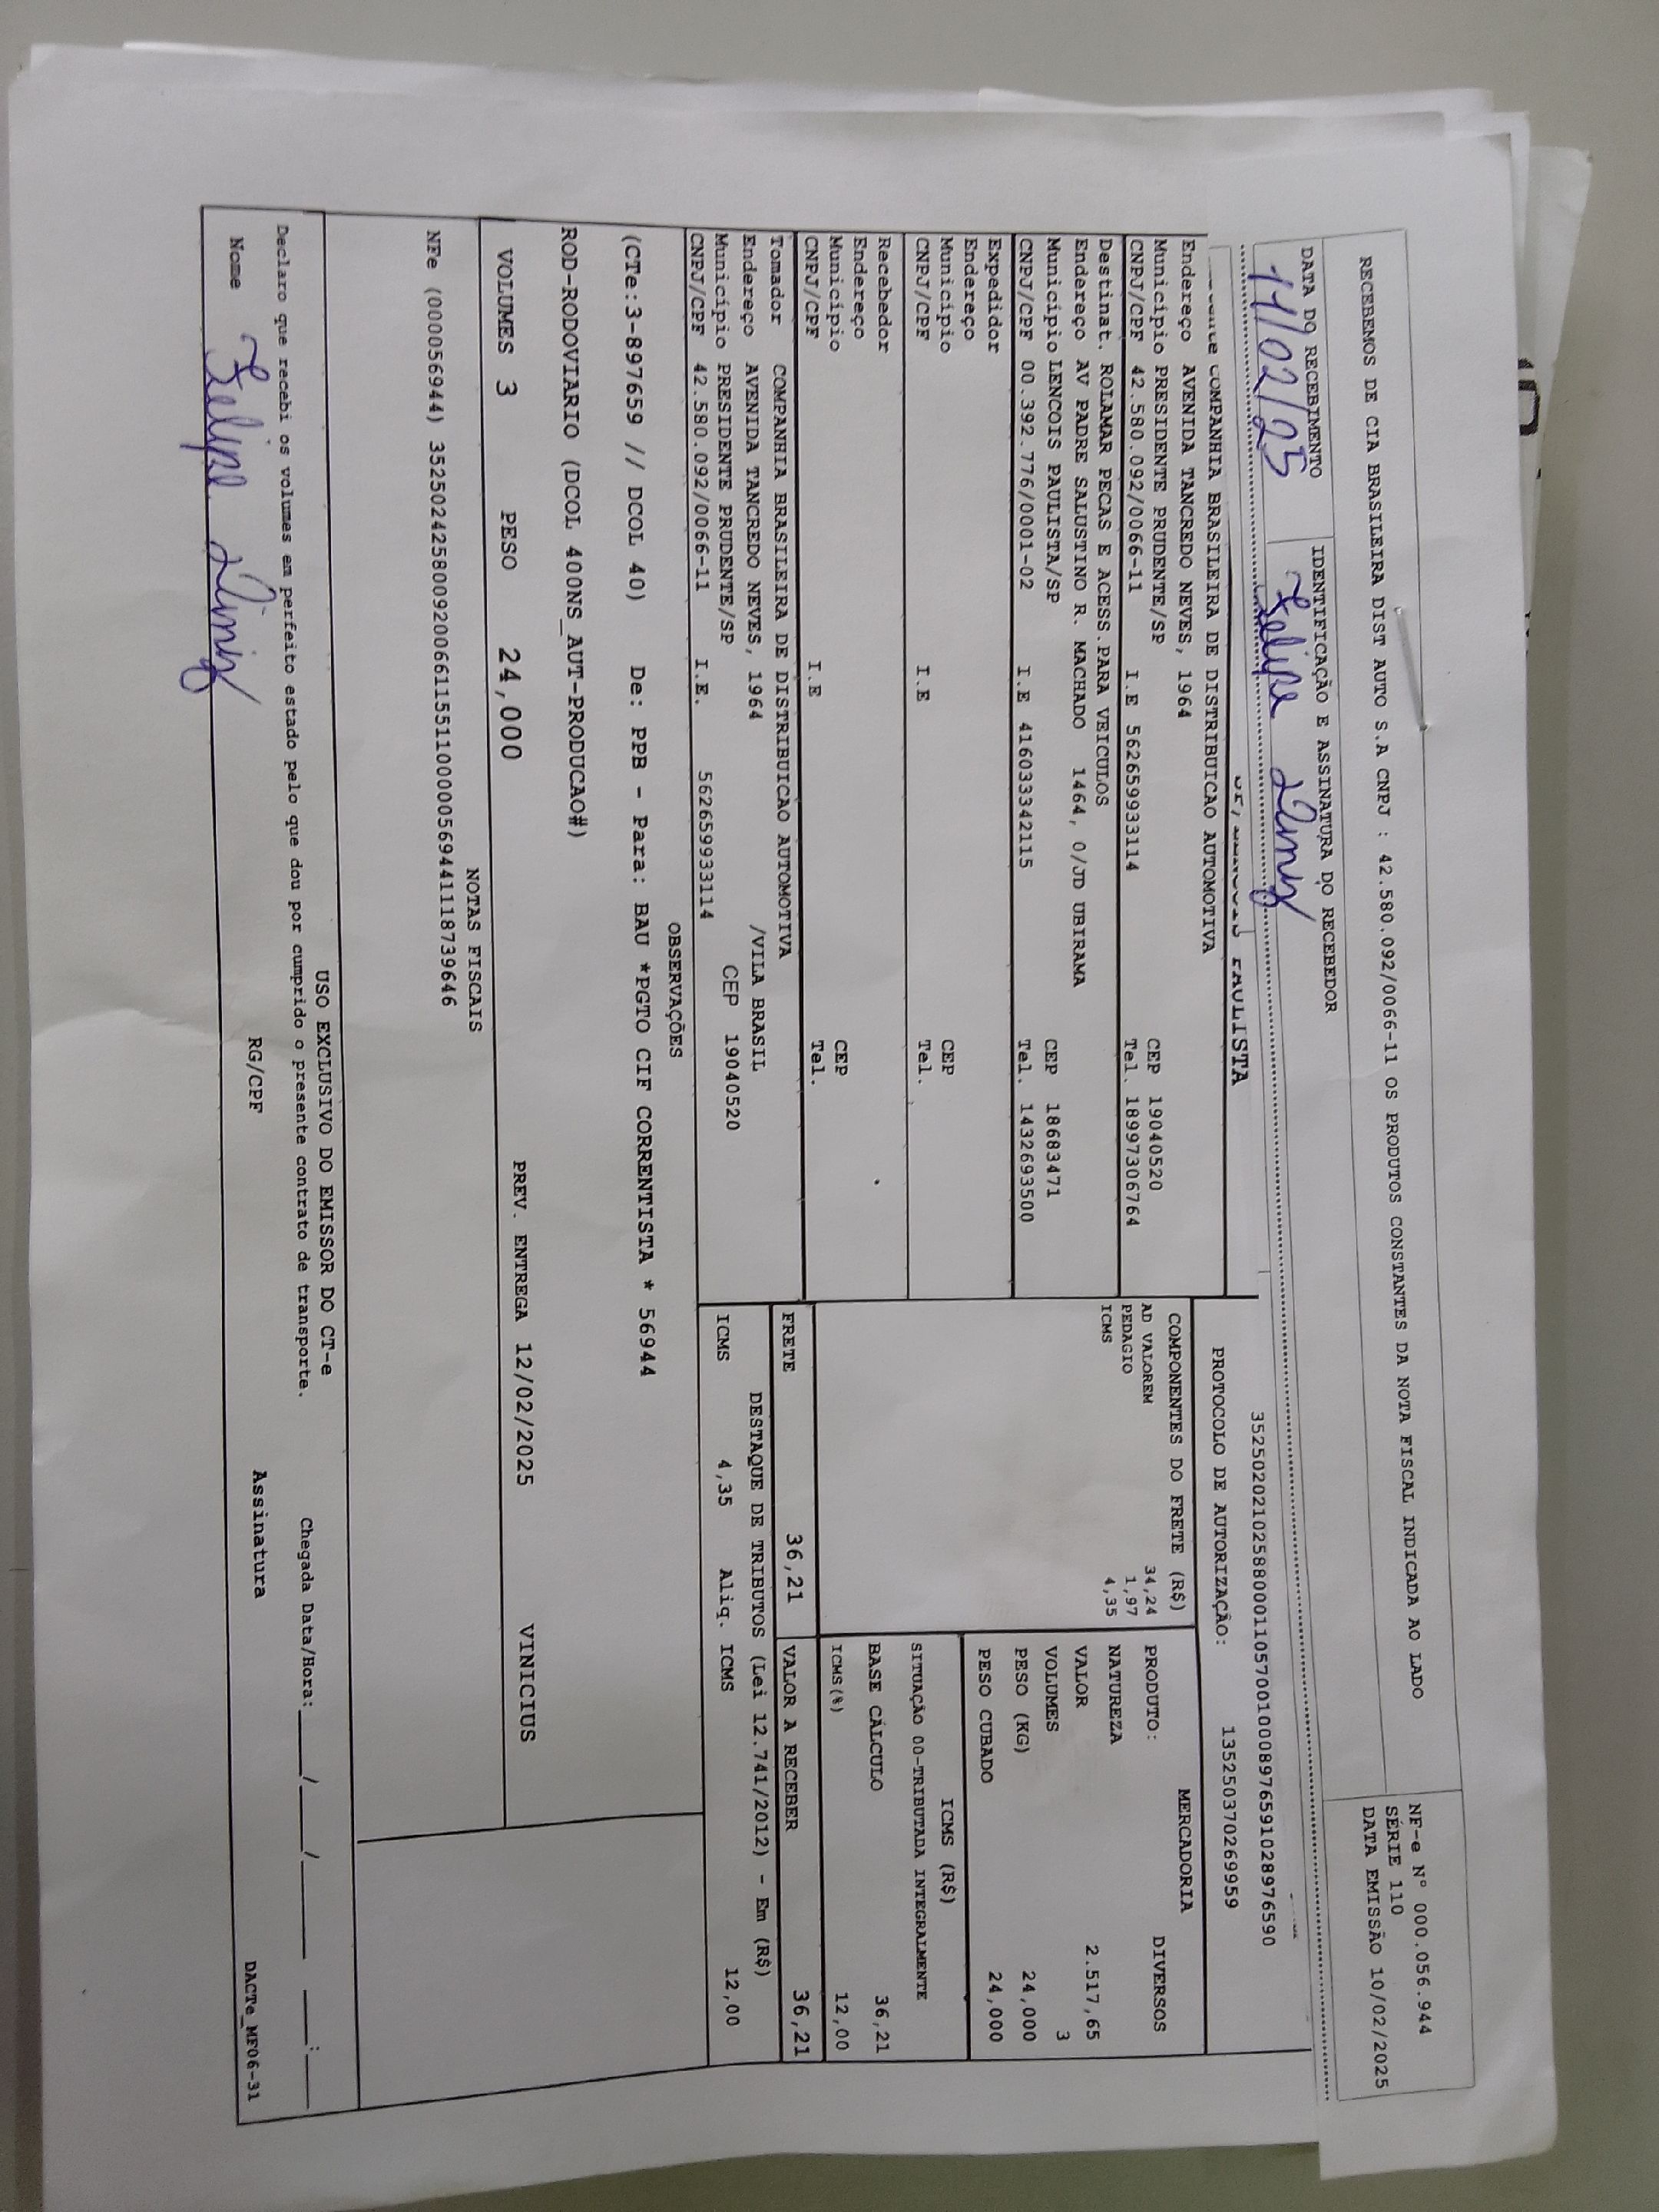 RECEBEMOS DE CIA BRASILEIRA DIST AUTO S.A CNPJ : 42.580.092/0066-11 OS PRODUTOS CONSTANTES DA NOTA FISCAL INDICADA AO LADO
NF-e Nº 000.056.944
SÉRIE 110
DATA EMISSÃO 10/02/2025
DATA DO RECEBIMENTO
11/02/25
IDENTIFICAÇÃO E ASSINATURA DO RECEBEDOR
Felipe Diniz
PAULISTA
35250202102588000110570010008976591028976590
PROTOCOLO DE AUTORIZAÇÃO: 135250370269959
COMPANHIA BRASILEIRA DE DISTRIBUICAO AUTOMOTIVA
Endereço AVENIDA TANCREDO NEVES, 1964
Município PRESIDENTE PRUDENTE/SP CEP 19040520
CNPJ/CPF 42.580.092/0066-11 I.E 562659933114 Tel. 18997306764
Destinat. ROLAMAR PECAS E ACESS.PARA VEICULOS
Endereço AV PADRE SALUSTINO R. MACHADO 1464, 0/JD UBIRAMA
Município LENCOIS PAULISTA/SP CEP 18683471
CNPJ/CPF 00.392.776/0001-02 I.E 416033342115 Tel. 1432693500
Expedidor
Endereço
Município CEP
CNPJ/CPF I.E Tel.
Recebedor
Endereço
Município CEP
CNPJ/CPF I.E Tel.
Tomador COMPANHIA BRASILEIRA DE DISTRIBUICAO AUTOMOTIVA
Endereço AVENIDA TANCREDO NEVES, 1964 /VILA BRASIL
Município PRESIDENTE PRUDENTE/SP CEP 19040520
CNPJ/CPF 42.580.092/0066-11 I.E. 562659933114
COMPONENTES DO FRETE (R$)
AD VALOREM 34,24
PEDAGIO 1,97
ICMS 4,35
MERCADORIA
PRODUTO: DIVERSOS
NATUREZA
VALOR 2.517,65
VOLUMES 3
PESO (KG) 24,000
PESO CUBADO 24,000
ICMS (R$)
SITUAÇÃO 00-TRIBUTADA INTEGRALMENTE
BASE CÁLCULO 36,21
ICMS(%) 12,00
FRETE 36,21 VALOR A RECEBER 36,21
DESTAQUE DE TRIBUTOS (Lei 12.741/2012) - Em (R$)
ICMS 4,35 Aliq. ICMS 12,00
OBSERVAÇÕES
(CTe:3-897659 // DCOL 40) De: PPB - Para: BAU *PGTO CIF CORRENTISTA * 56944
ROD-RODOVIARIO (DCOL 400NS_AUT-PRODUCAO#)
VOLUMES 3 PESO 24,000 PREV. ENTREGA 12/02/2025 VINICIUS
NOTAS FISCAIS
NFe (000056944) 35250242580092006611551100000569441118739646
USO EXCLUSIVO DO EMISSOR DO CT-e
Declaro que recebi os volumes em perfeito estado pelo que dou por cumprido o presente contrato de transporte. Chegada Data/Hora: ____/____/______ ____:____
Nome Felipe Diniz RG/CPF Assinatura DACTe_MF06-31